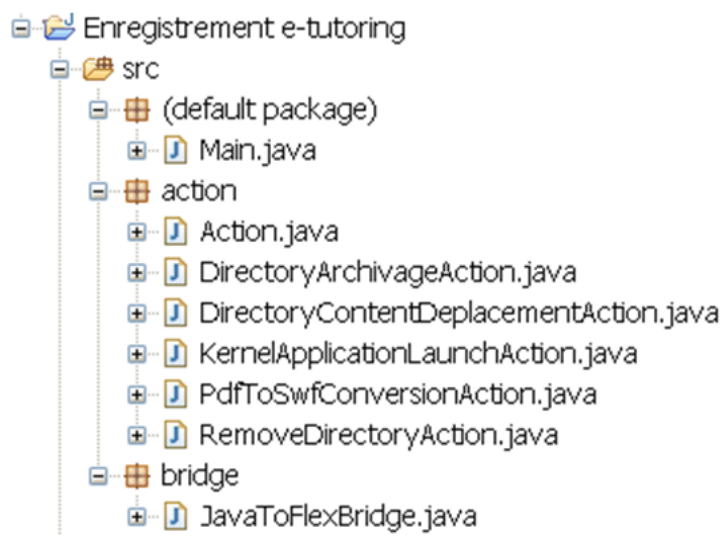 Enregistrement e-tutoring
src
(default package)
Main.java
action
Action.java
DirectoryArchivageAction.java
DirectoryContentDeplacementAction.java
KernelApplicationLaunchAction.java
PdfToSwfConversionAction.java
RemoveDirectoryAction.java
bridge
JavaToFlexBridge.java